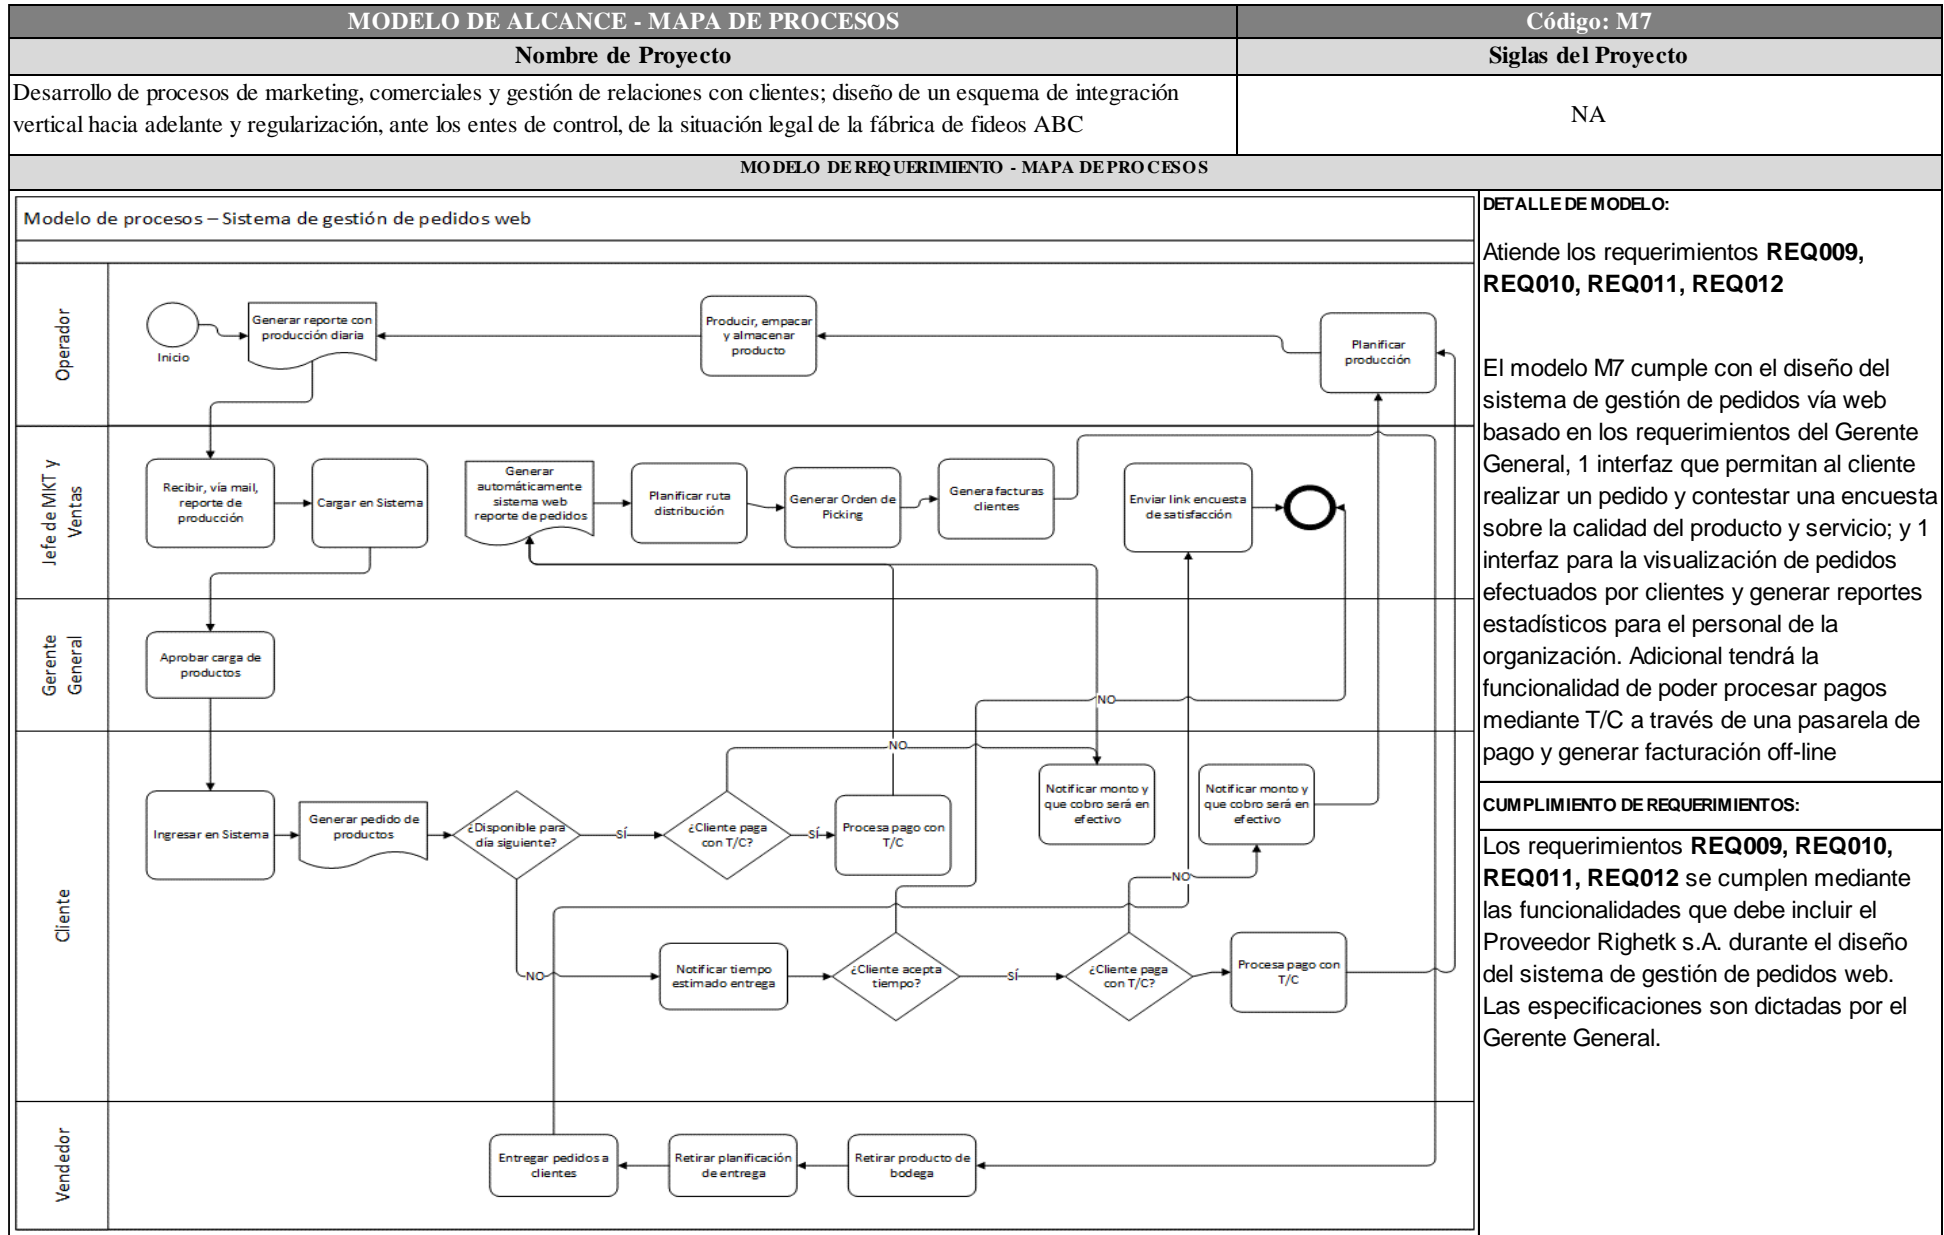 MODELO DE ALCANCE - MAPA DE PROCESOS
Código: M7
Nombre de Proyecto
Siglas del Proyecto
Desarrollo de procesos de marketing, comerciales y gestión de relaciones con clientes; diseño de un esquema de integración
vertical hacia adelante y regularización, ante los entes de control, de la situación legal de la fábrica de fideos ABC
NA
MODELO DE REQUERIMIENTO - MAPA DE PROCESOS
Modelo de procesos – Sistema de gestión de pedidos web
Operador
Inicio
Generar reporte con
producción diaria
Producir, empacar
y almacenar
producto
Planificar
producción
Jefe de MKT y
Ventas
Recibir, vía mail,
reporte de
producción
Cargar en Sistema
Generar
automáticamente
sistema web
reporte de pedidos
Planificar ruta
distribución
Generar Orden de
Picking
Genera facturas
clientes
Enviar link encuesta
de satisfacción
Gerente
General
Aprobar carga de
productos
NO
Cliente
NO
Ingresar en Sistema
Generar pedido de
productos
¿Disponible para
día siguiente?
SÍ
¿Cliente paga
con T/C?
SÍ
Procesa pago con
T/C
Notificar monto y
que cobro será en
efectivo
Notificar monto y
que cobro será en
efectivo
NO
NO
Notificar tiempo
estimado entrega
¿Cliente acepta
tiempo?
SÍ
¿Cliente paga
con T/C?
Procesa pago con
T/C
Vendedor
Entregar pedidos a
clientes
Retirar planificación
de entrega
Retirar producto de
bodega
DETALLE DE MODELO:
Atiende los requerimientos REQ009,
REQ010, REQ011, REQ012
El modelo M7 cumple con el diseño del
sistema de gestión de pedidos vía web
basado en los requerimientos del Gerente
General, 1 interfaz que permitan al cliente
realizar un pedido y contestar una encuesta
sobre la calidad del producto y servicio; y 1
interfaz para la visualización de pedidos
efectuados por clientes y generar reportes
estadísticos para el personal de la
organización. Adicional tendrá la
funcionalidad de poder procesar pagos
mediante T/C a través de una pasarela de
pago y generar facturación off-line
CUMPLIMIENTO DE REQUERIMIENTOS:
Los requerimientos REQ009, REQ010,
REQ011, REQ012 se cumplen mediante
las funcionalidades que debe incluir el
Proveedor Righetk s.A. durante el diseño
del sistema de gestión de pedidos web.
Las especificaciones son dictadas por el
Gerente General.